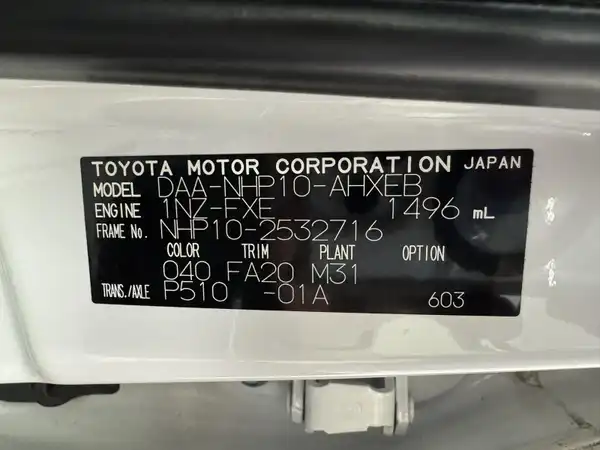 TOYOTA MOTOR CORPORATION JAPAN
MODEL DAA-NHP10-AHXEB
ENGINE 1NZ-FXE 1496 mL
FRAME No. NHP10-2532716
COLOR TRIM PLANT OPTION
040 FA20 M31
TRANS./AXLE P510 -01A 603